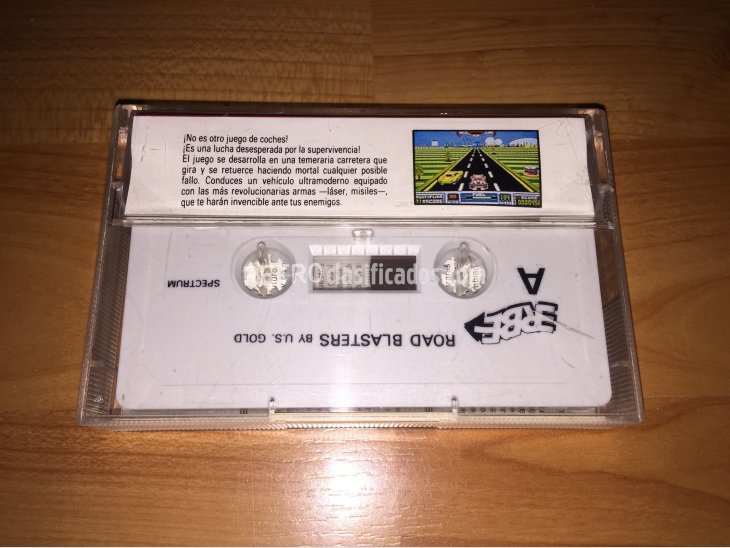 ¡No es otro juego de coches!
¡Es una lucha desesperada por la supervivencia!
El juego se desarrolla en una temeraria carretera que
gira y se retuerce haciendo mortal cualquier posible
fallo. Conduces un vehículo ultramoderno equipado
con las más revolucionarias armas —láser, misiles—,
que te harán invencible ante tus enemigos.
RETROclasificados.com
A
ERBE
SPECTRUM
ROAD BLASTERS BY U.S. GOLD